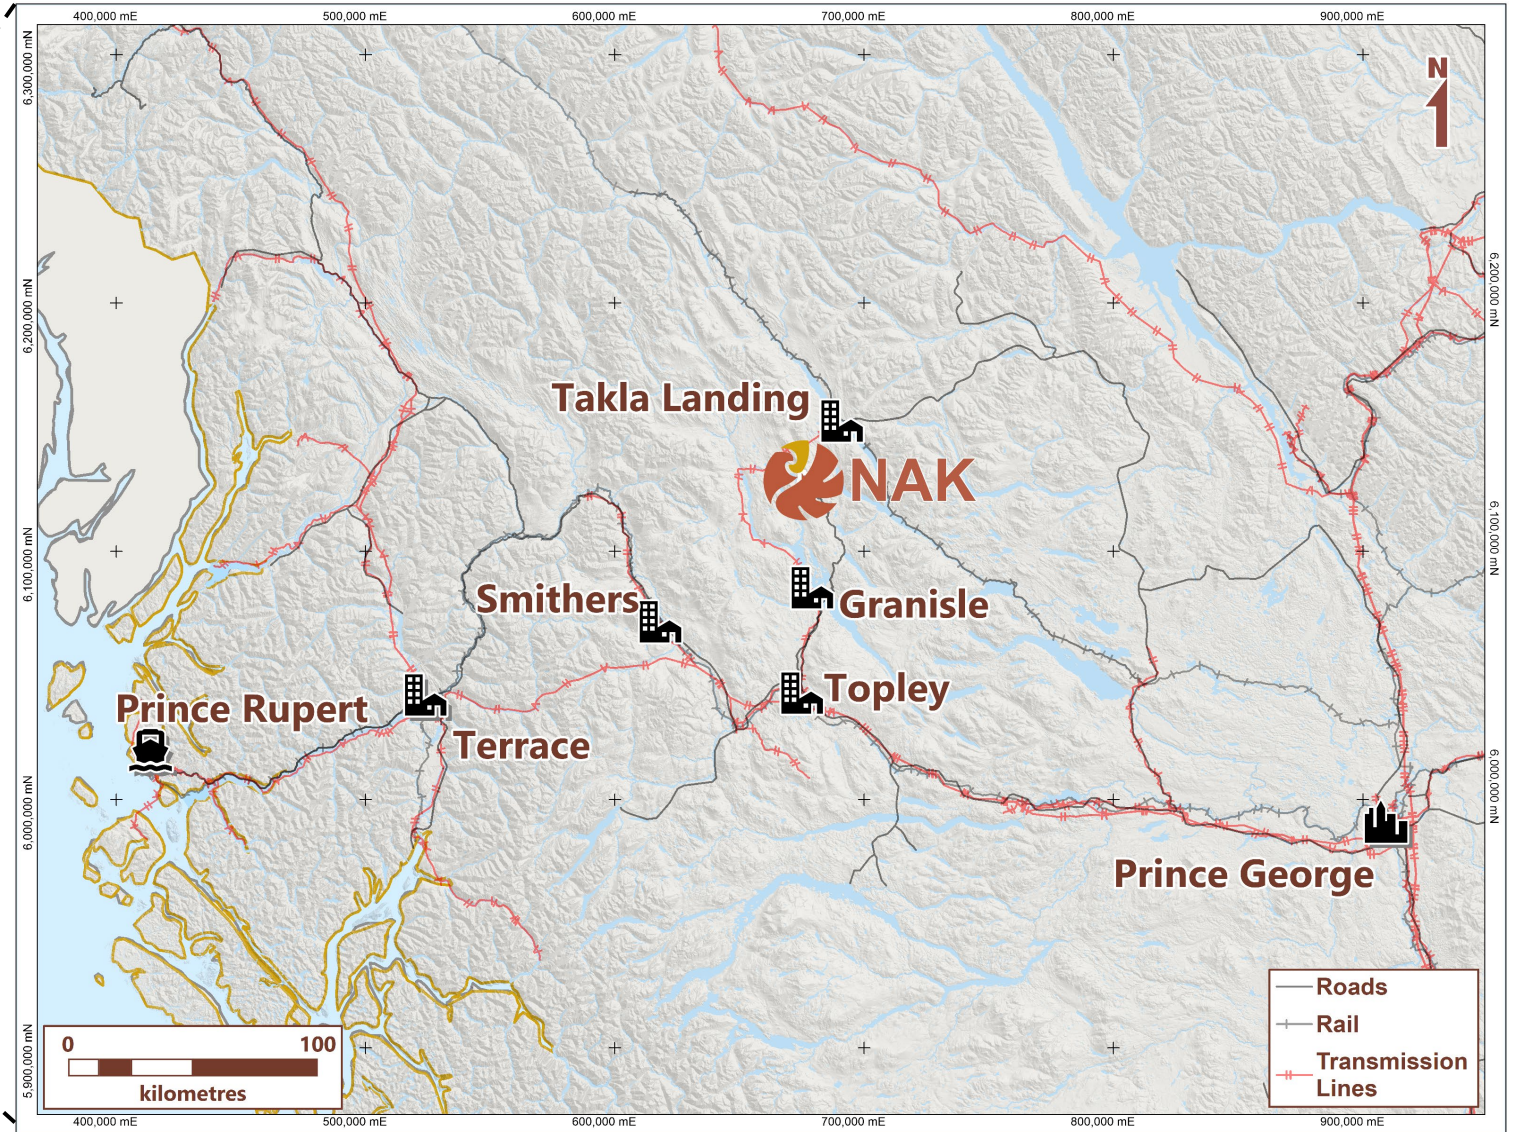 400,000 mE 500,000 mE 600,000 mE 700,000 mE 800,000 mE 900,000 mE
6,300,000 mN
N
6,200,000 mN
6,200,000 mN
Takla Landing
NAK
6,100,000 mN
6,100,000 mN
Smithers
Granisle
Topley
Prince Rupert
Terrace
6,000,000 mN
6,000,000 mN
Prince George
Roads
Rail
Transmission
Lines
5,900,000 mN
0 100
kilometres
400,000 mE 500,000 mE 600,000 mE 700,000 mE 800,000 mE 900,000 mE